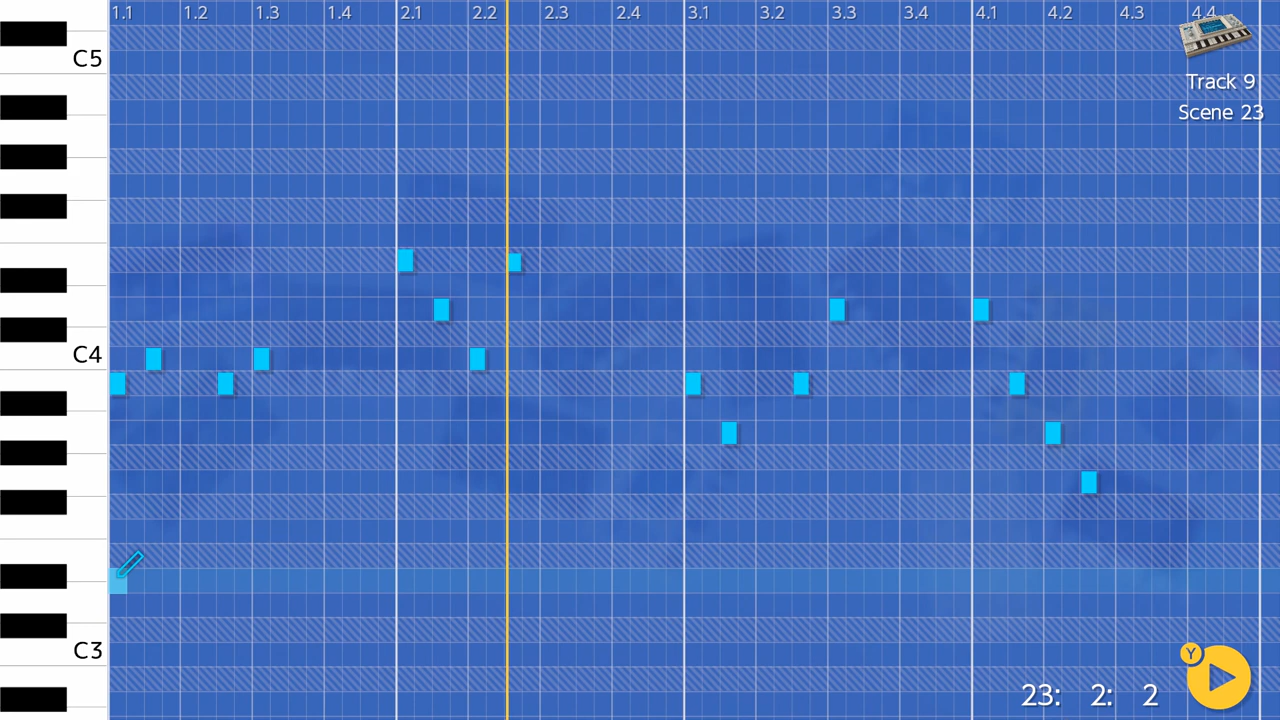 1.1 1.2 1.3 1.4 2.1 2.2 2.3 2.4 3.1 3.2 3.3 3.4 4.1 4.2 4.3 4.4
C5
Track 9
Scene 23
C4
C3
Y
23: 2: 2